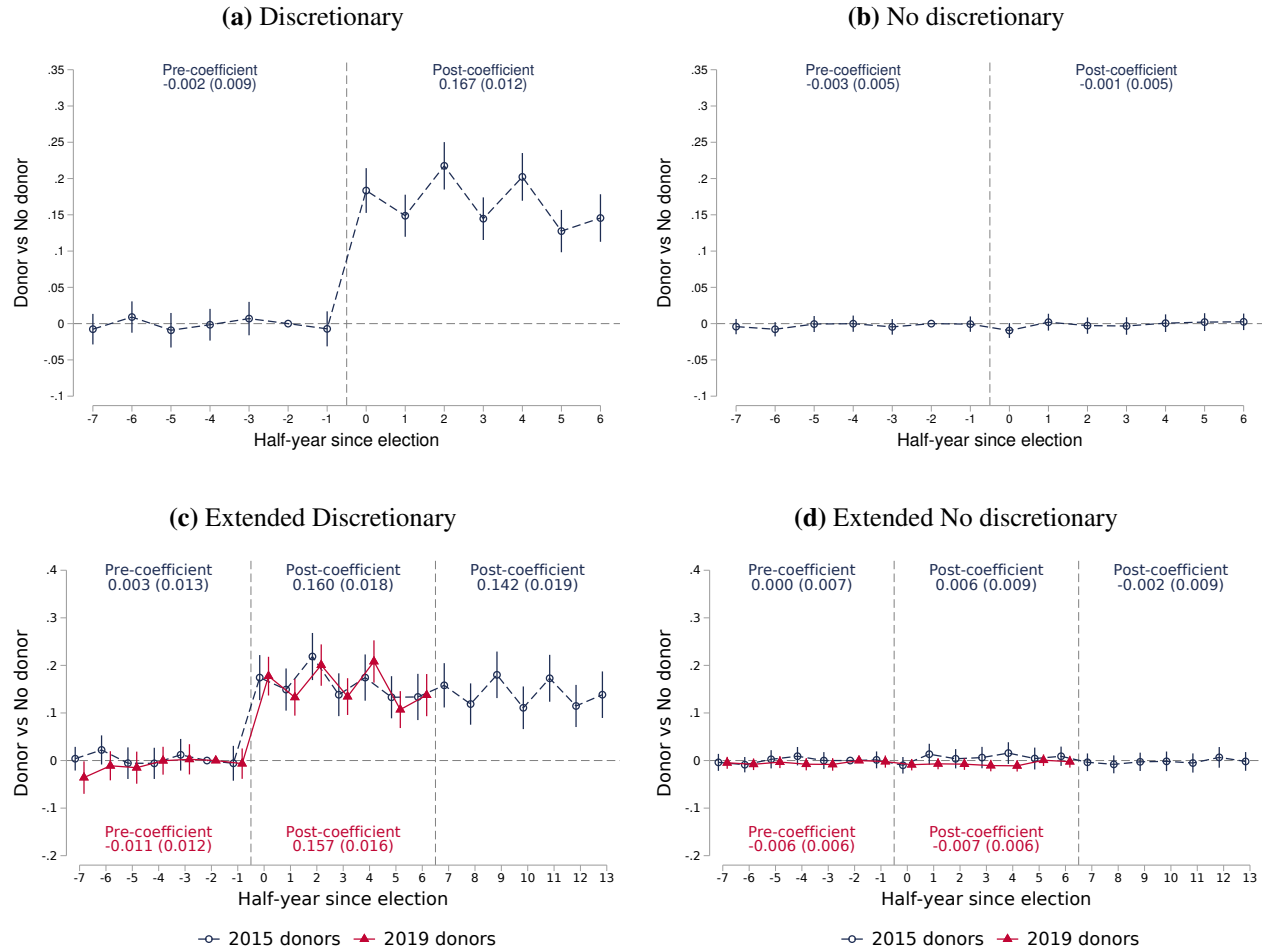 (a) Discretionary
Pre-coefficient
-0.002 (0.009)
Post-coefficient
0.167 (0.012)
Donor vs No donor
.35
.3
.25
.2
.15
.1
.05
0
-.05
-.1
-7 -6 -5 -4 -3 -2 -1 0 1 2 3 4 5 6
Half-year since election
(b) No discretionary
Pre-coefficient
-0.003 (0.005)
Post-coefficient
-0.001 (0.005)
Donor vs No donor
.35
.3
.25
.2
.15
.1
.05
0
-.05
-.1
-7 -6 -5 -4 -3 -2 -1 0 1 2 3 4 5 6
Half-year since election
(c) Extended Discretionary
Pre-coefficient
0.003 (0.013)
Post-coefficient
0.160 (0.018)
Post-coefficient
0.142 (0.019)
Donor vs No donor
.4
.3
.2
.1
0
-.1
-.2
Pre-coefficient
-0.011 (0.012)
Post-coefficient
0.157 (0.016)
-7 -6 -5 -4 -3 -2 -1 0 1 2 3 4 5 6 7 8 9 10 11 12 13
Half-year since election
2015 donors 2019 donors
(d) Extended No discretionary
Pre-coefficient
0.000 (0.007)
Post-coefficient
0.006 (0.009)
Post-coefficient
-0.002 (0.009)
Donor vs No donor
.4
.3
.2
.1
0
-.1
-.2
Pre-coefficient
-0.006 (0.006)
Post-coefficient
-0.007 (0.006)
-7 -6 -5 -4 -3 -2 -1 0 1 2 3 4 5 6 7 8 9 10 11 12 13
Half-year since election
2015 donors 2019 donors